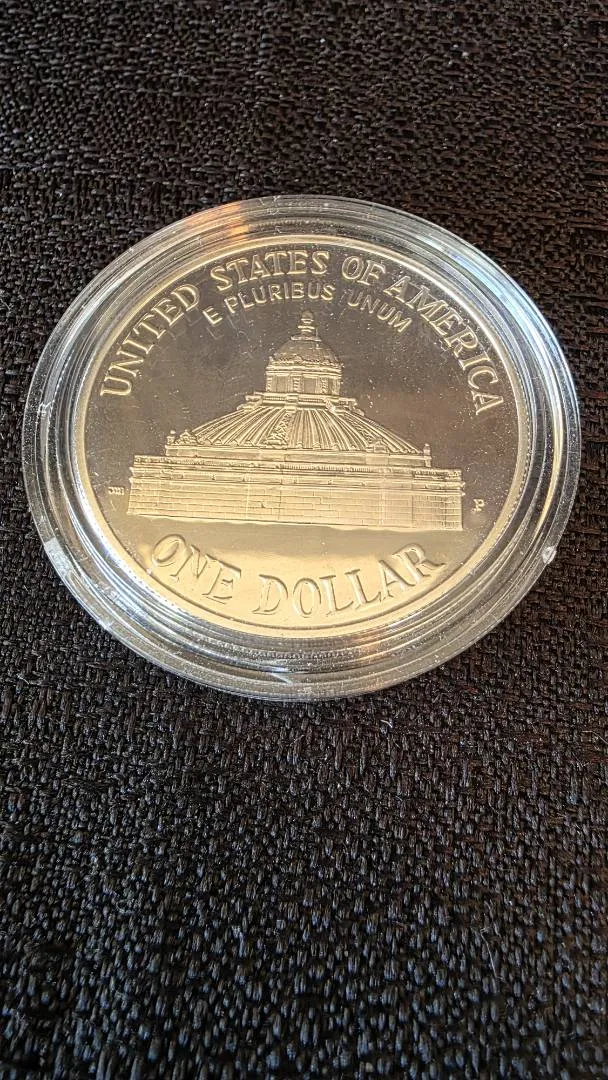 UNITED STATES OF AMERICA
E PLURIBUS UNUM
P
ONE DOLLAR